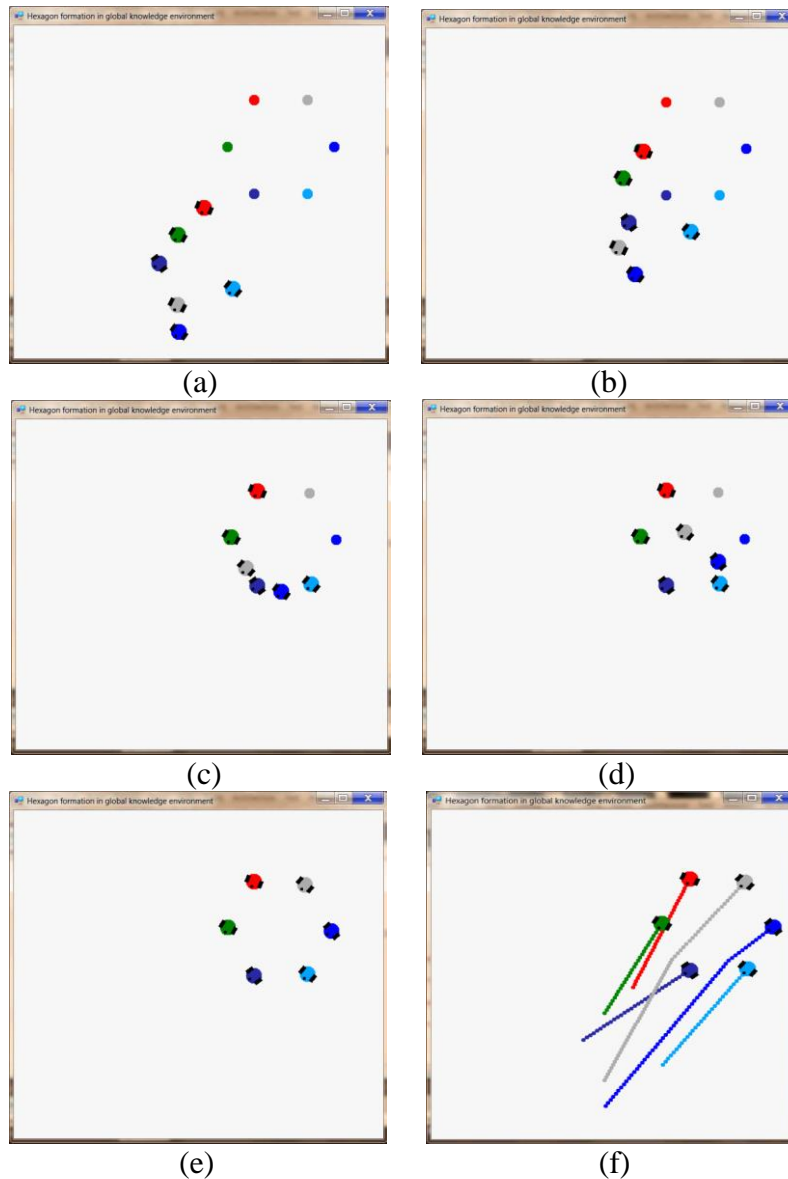 Hexagon formation in global knowledge environment
Hexagon formation in global knowledge environment
(a)
(b)
Hexagon formation in global knowledge environment
Hexagon formation in global knowledge environment
(c)
(d)
Hexagon formation in global knowledge environment
Hexagon formation in global knowledge environment
(e)
(f)